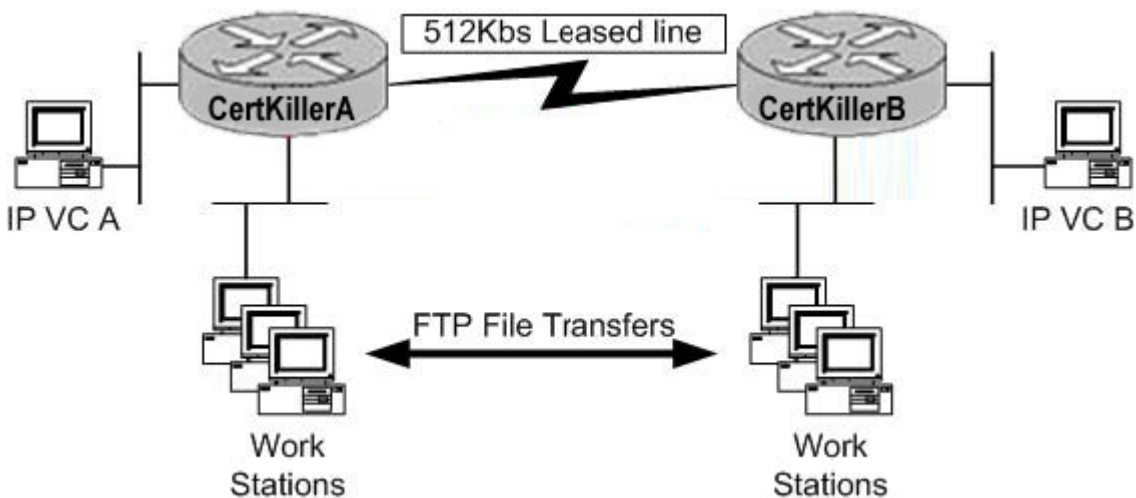 512Kbs Leased line
CertKillerA
CertKillerB
IP VC A
IP VC B
FTP File Transfers
Work
Stations
Work
Stations